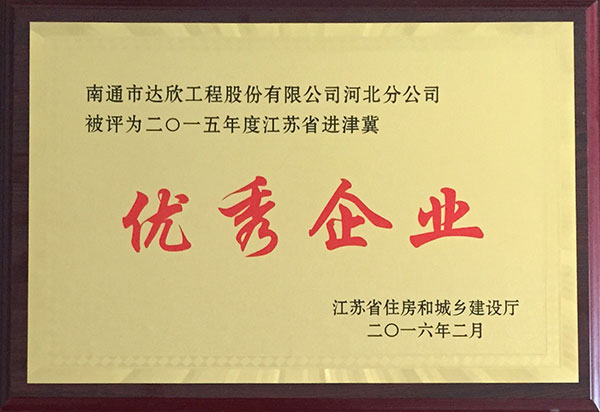 南通市达欣工程股份有限公司河北分公司
被评为二〇一五年度江苏省进津冀
优秀企业
江苏省住房和城乡建设厅
二〇一六年二月